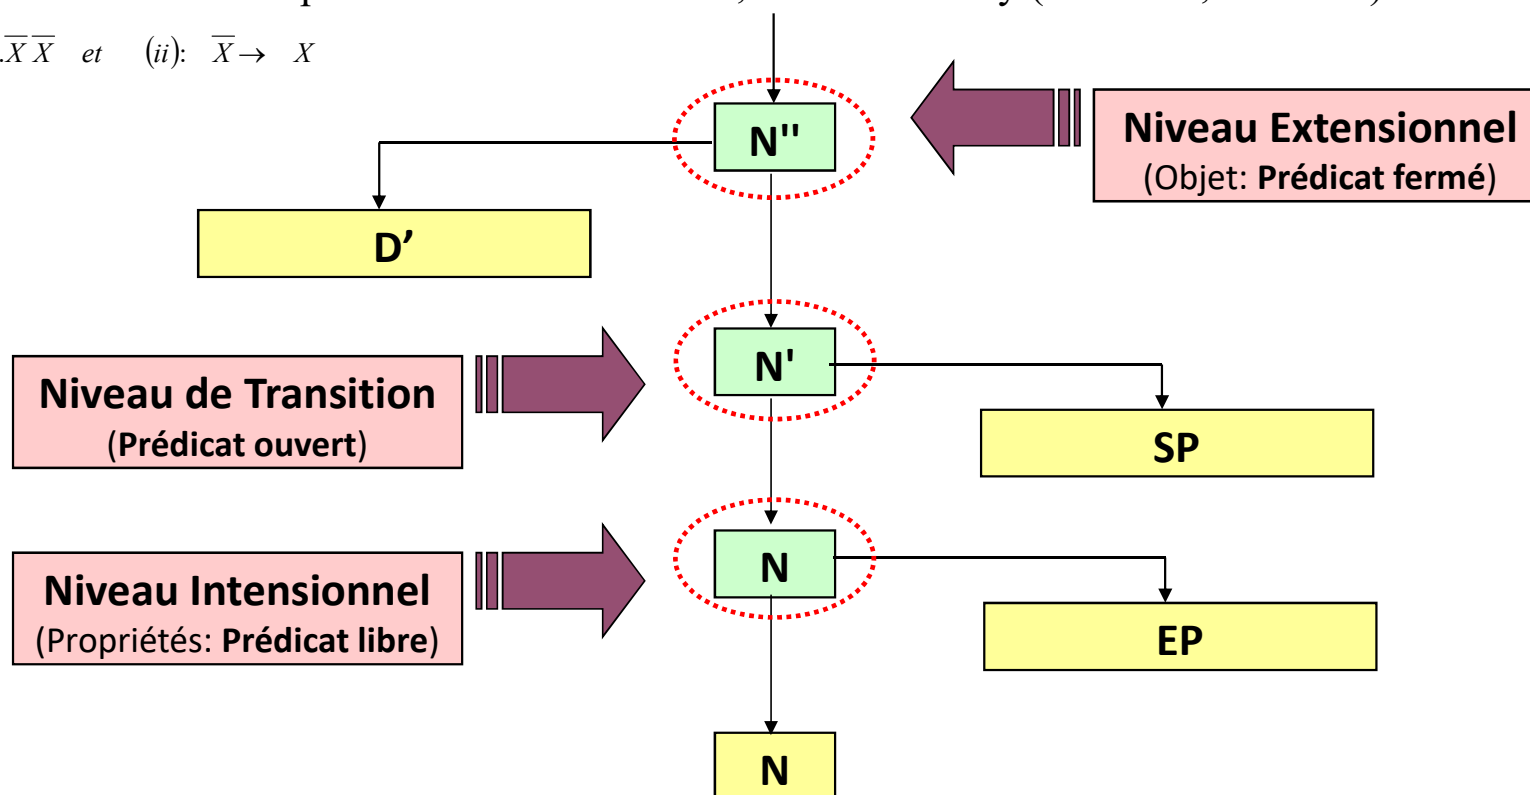 .X̅ X̅ et (ii): X̅ → X
N''
Niveau Extensionnel
(Objet: Prédicat fermé)
D’
N'
Niveau de Transition
(Prédicat ouvert)
SP
N
Niveau Intensionnel
(Propriétés: Prédicat libre)
EP
N